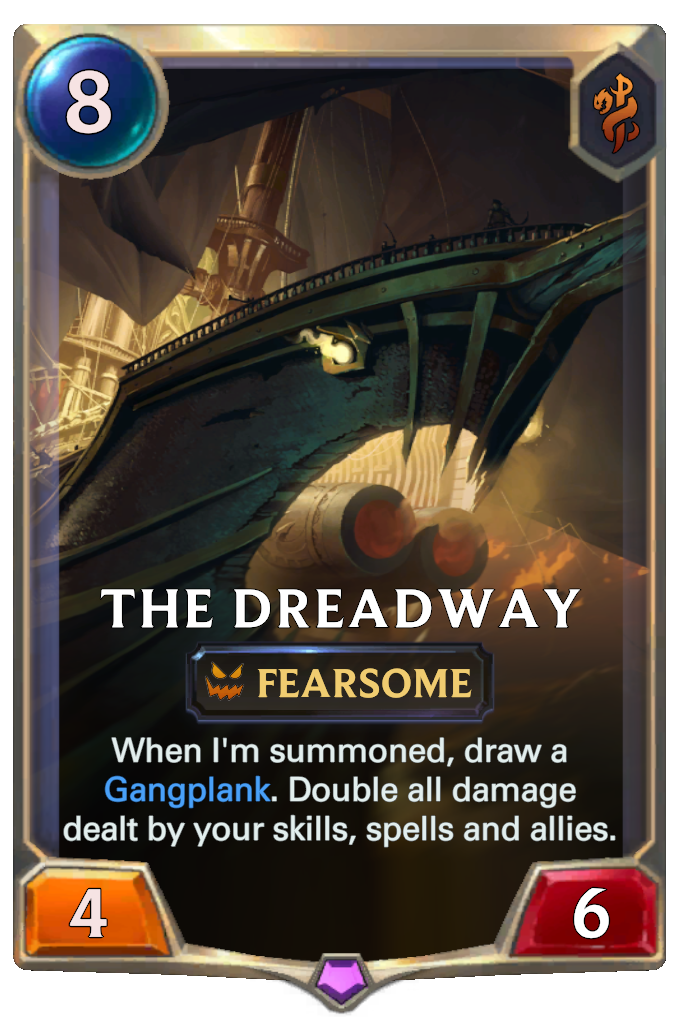 8
THE DREADWAY
FEARSOME
When I'm summoned, draw a
Gangplank. Double all damage
dealt by your skills, spells and allies.
4
6